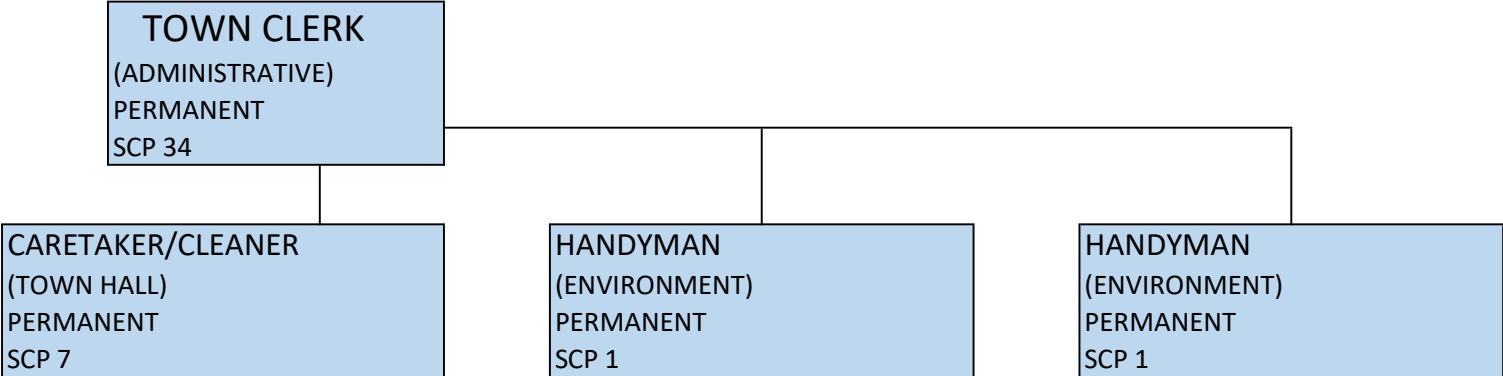 TOWN CLERK
(ADMINISTRATIVE)
PERMANENT
SCP 34
CARETAKER/CLEANER
(TOWN HALL)
PERMANENT
SCP 7
HANDYMAN
(ENVIRONMENT)
PERMANENT
SCP 1
HANDYMAN
(ENVIRONMENT)
PERMANENT
SCP 1